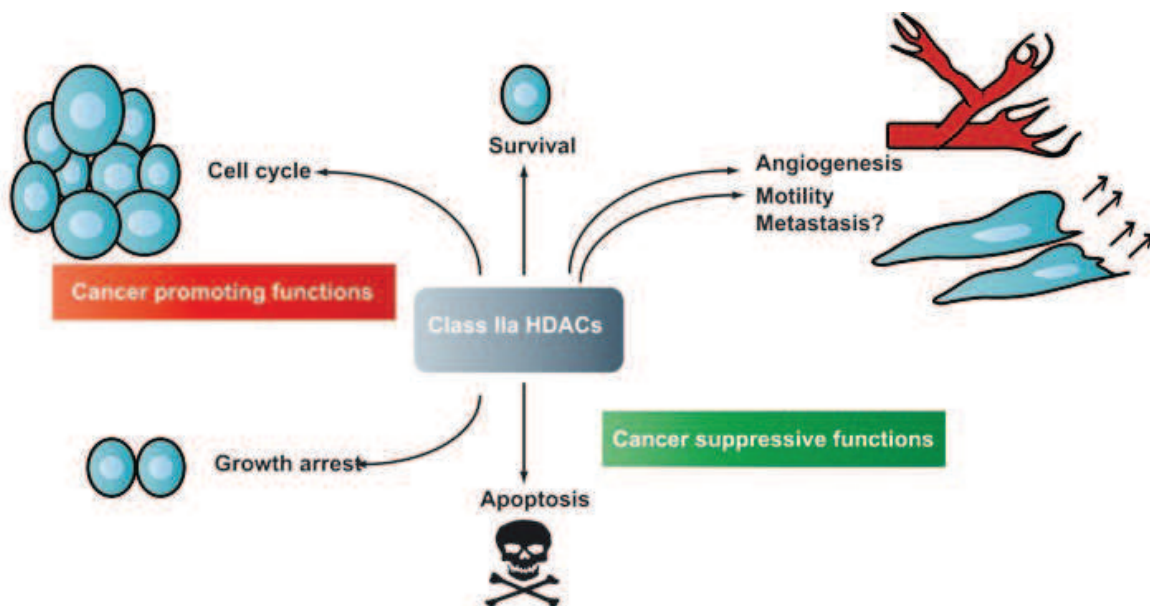 Survival
Cell cycle
Angiogenesis
Motility
Metastasis?
Cancer promoting functions
Class IIa HDACs
Cancer suppressive functions
Growth arrest
Apoptosis